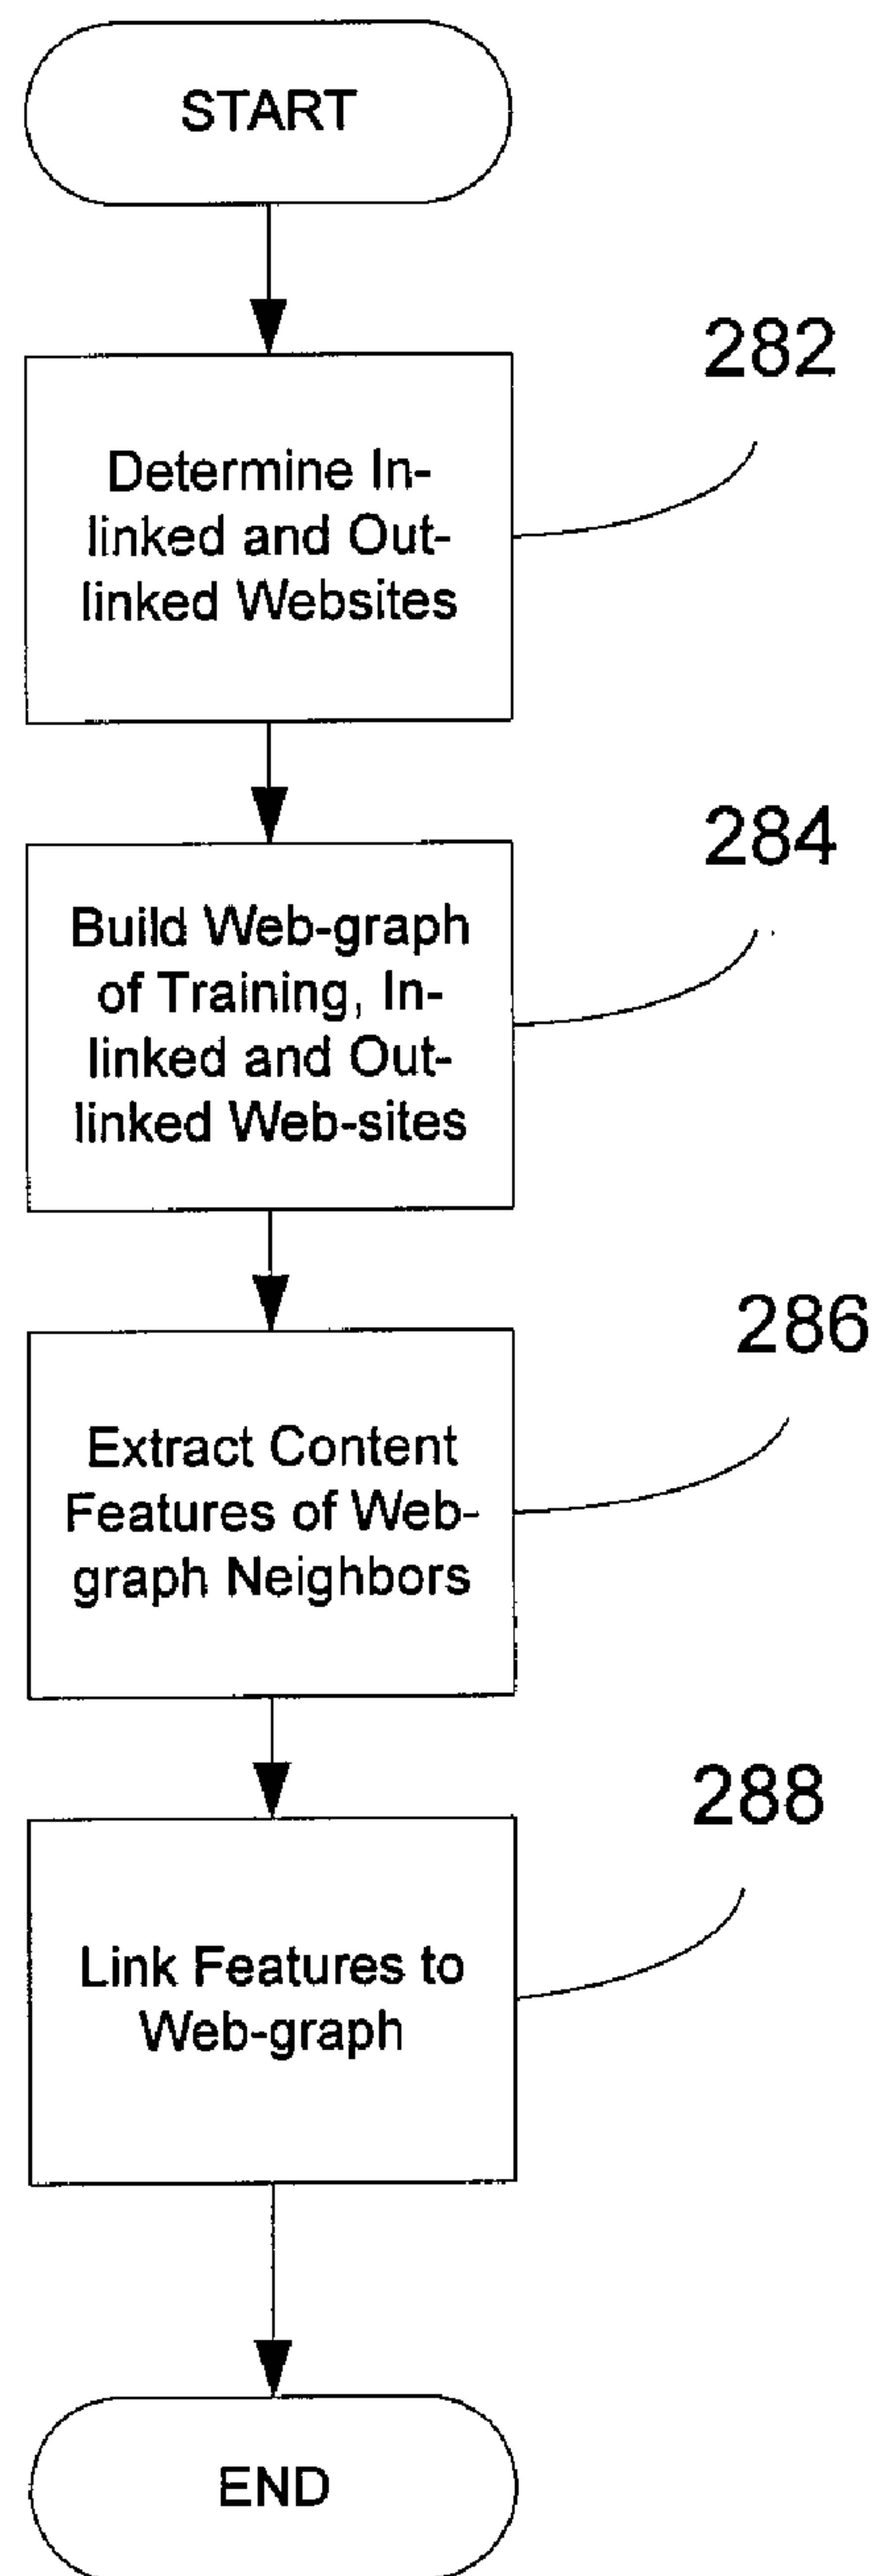 START
282
Determine In-
linked and Out-
linked Websites
284
Build Web-graph
of Training, In-
linked and Out-
linked Web-sites
286
Extract Content
Features of Web-
graph Neighbors
288
Link Features to
Web-graph
END